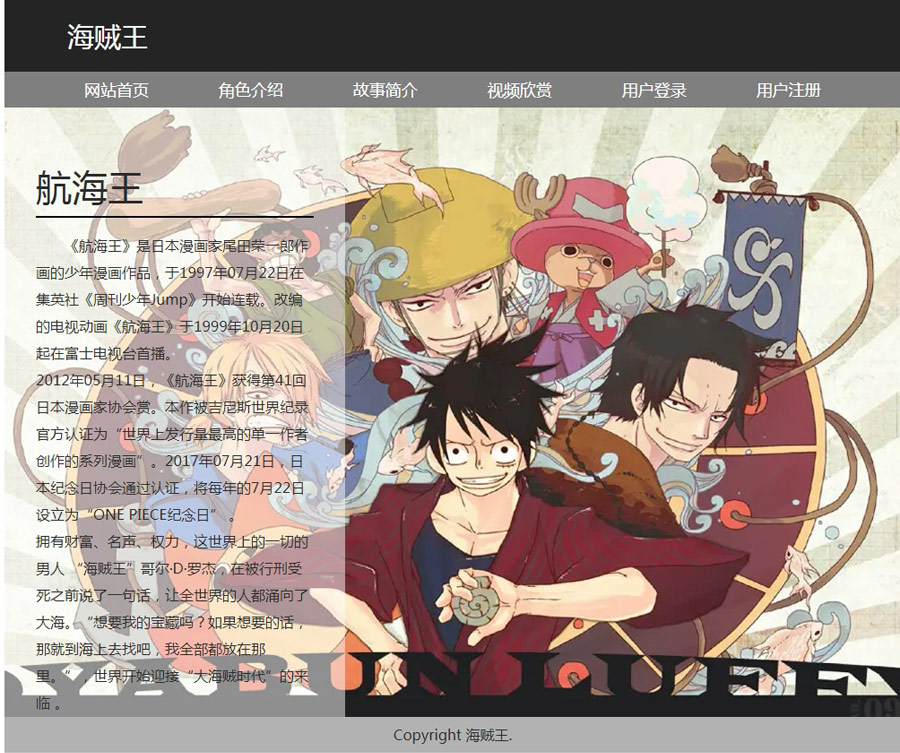 海贼王
网站首页 角色介绍 故事简介 视频欣赏 用户登录 用户注册
航海王
《航海王》是日本漫画家尾田荣一郎作
画的少年漫画作品，于1997年07月22日在
集英社《周刊少年Jump》开始连载。改编
的电视动画《航海王》于1999年10月20日
起在富士电视台首播。
2012年05月11日，《航海王》获得第41回
日本漫画家协会赏。本作被吉尼斯世界纪录
官方认证为“世界上发行量最高的单一作者
创作的系列漫画”。2017年07月21日，日
本纪念日协会通过认证，将每年的7月22日
设立为“ONE PIECE纪念日” 。
拥有财富、名声、权力，这世界上的一切的
男人 “海贼王”哥尔·D·罗杰，在被行刑受
死之前说了一句话，让全世界的人都涌向了
大海。“想要我的宝藏吗？如果想要的话，
那就到海上去找吧，我全部都放在那
里。”，世界开始迎接“大海贼时代”的来
临 。
Copyright 海贼王.